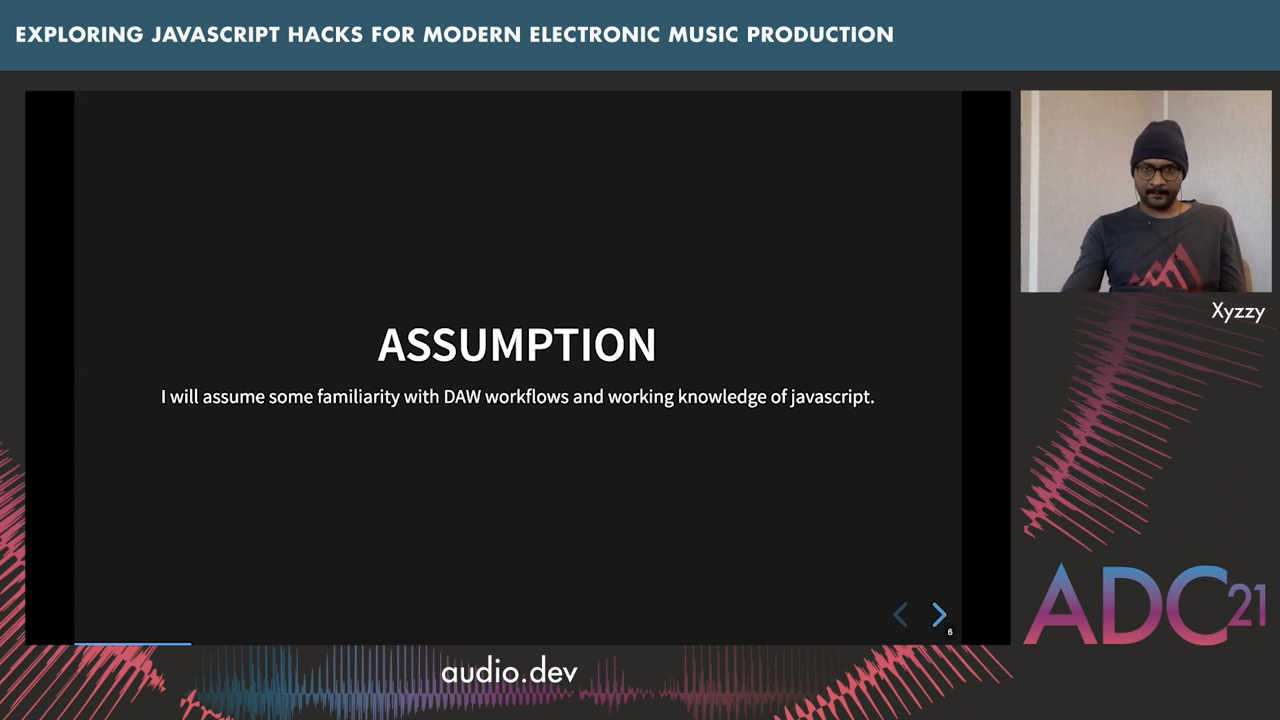 EXPLORING JAVASCRIPT HACKS FOR MODERN ELECTRONIC MUSIC PRODUCTION
ASSUMPTION
I will assume some familiarity with DAW workflows and working knowledge of javascript.
6
Xyzzy
ADC21
audio.dev